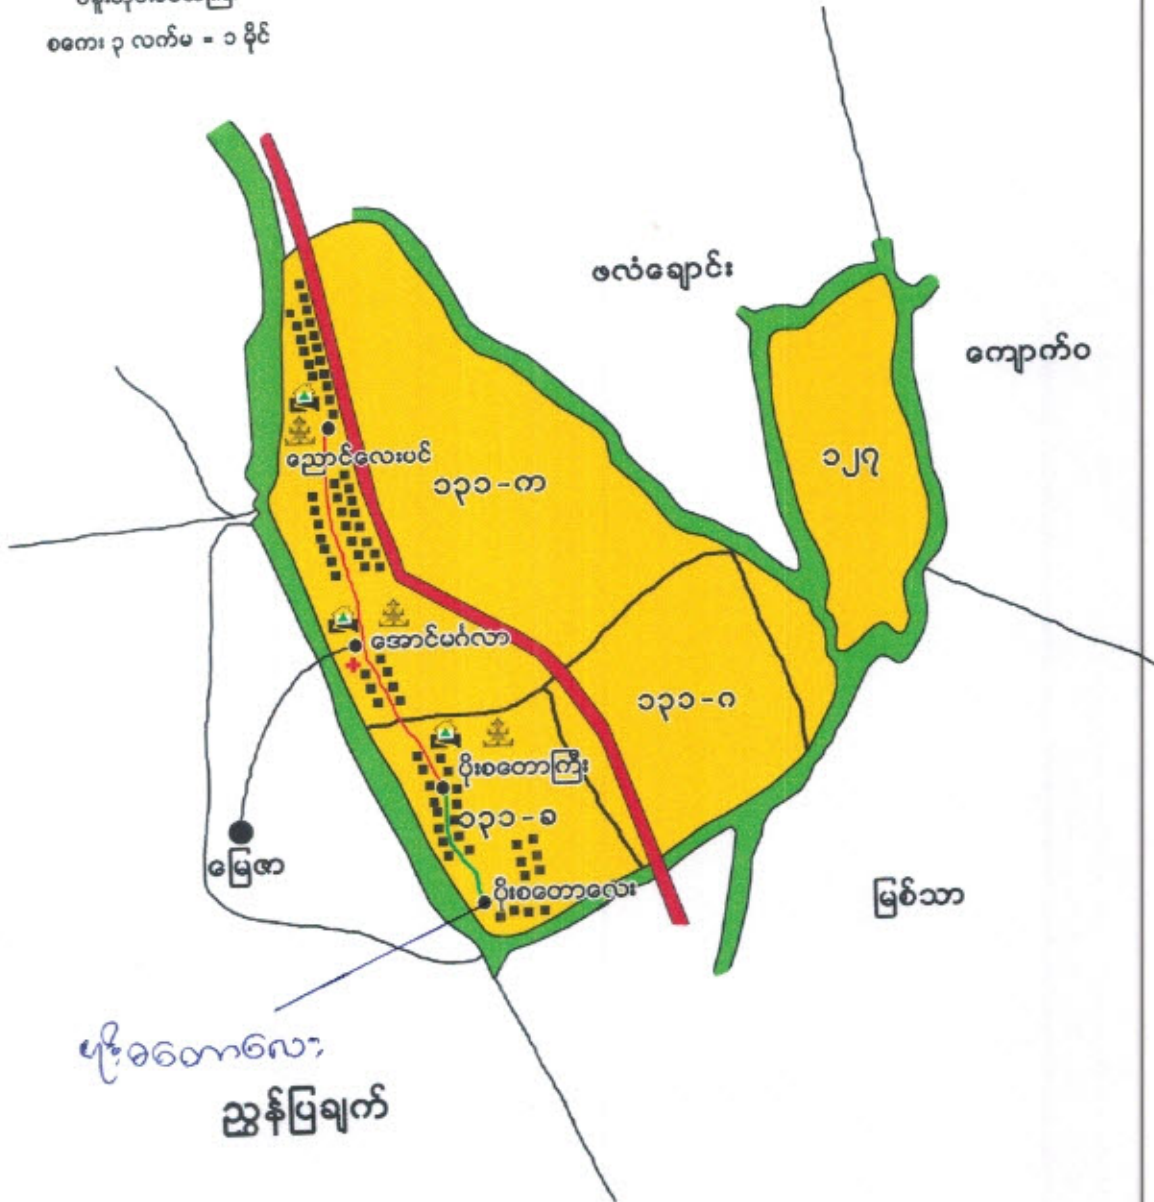 စကေး ၃ လက်မ = ၁ မိုင်
ဖလံချောင်း
ကျောက်ဝ
၁၂၇
ညောင်လေးပင်
၁၃၁-က
အောင်မင်္ဂလာ
၁၃၁-ဂ
ပိုးစတောကြီး
၁၃၁-ခ
မြေဇာ
ပိုးစတောလေး
မြစ်သာ
ပိုးစတောလေး
ညွှန်ပြချက်